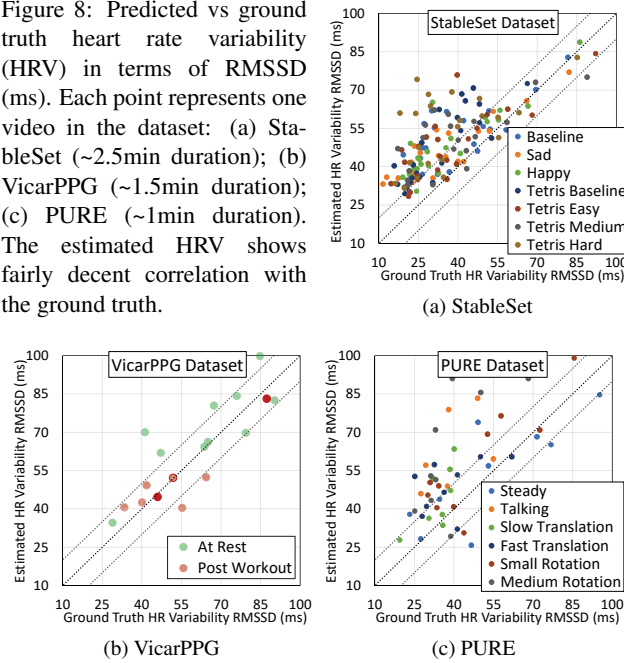 Figure 8: Predicted vs ground
truth heart rate variability
(HRV) in terms of RMSSD
(ms). Each point represents one
video in the dataset: (a) Sta-
bleSet (~2.5min duration); (b)
VicarPPG (~1.5min duration);
(c) PURE (~1min duration).
The estimated HRV shows
fairly decent correlation with
the ground truth.
StableSet Dataset
Estimated HR Variability RMSSD (ms)
100
85
70
55
40
25
10
Baseline
Sad
Happy
Tetris Baseline
Tetris Easy
Tetris Medium
Tetris Hard
10 25 40 55 70 85 100
Ground Truth HR Variability RMSSD (ms)
(a) StableSet
VicarPPG Dataset
Estimated HR Variability RMSSD (ms)
100
85
70
55
40
25
10
At Rest
Post Workout
10 25 40 55 70 85 100
Ground Truth HR Variability RMSSD (ms)
(b) VicarPPG
PURE Dataset
Estimated HR Variability RMSSD (ms)
100
85
70
55
40
25
10
Steady
Talking
Slow Translation
Fast Translation
Small Rotation
Medium Rotation
10 25 40 55 70 85 100
Ground Truth HR Variability RMSSD (ms)
(c) PURE